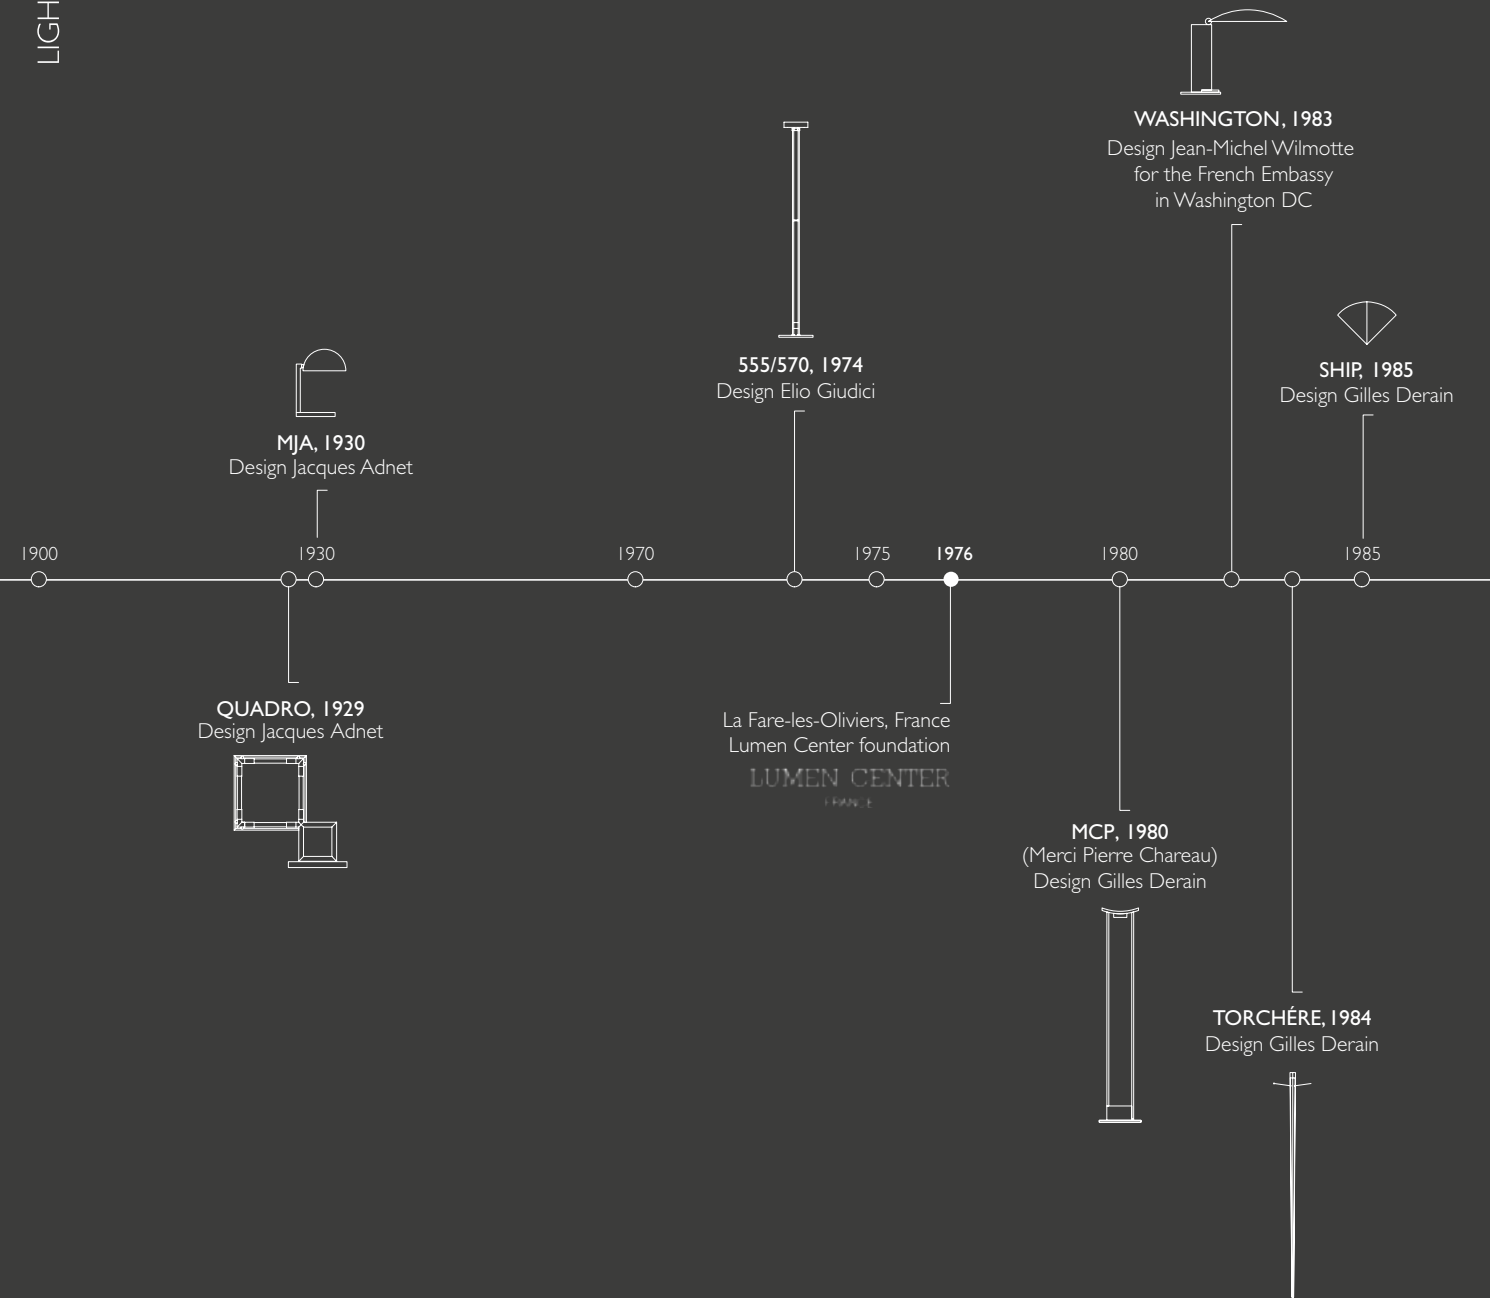 LIGH
WASHINGTON, 1983
Design Jean-Michel Wilmotte
for the French Embassy
in Washington DC
555/570, 1974
Design Elio Giudici
SHIP, 1985
Design Gilles Derain
MJA, 1930
Design Jacques Adnet
1900
1930
1970
1975
1976
1980
1985
QUADRO, 1929
Design Jacques Adnet
La Fare-les-Oliviers, France
Lumen Center foundation
LUMEN CENTER
FRANCE
MCP, 1980
(Merci Pierre Chareau)
Design Gilles Derain
TORCHÉRE, 1984
Design Gilles Derain